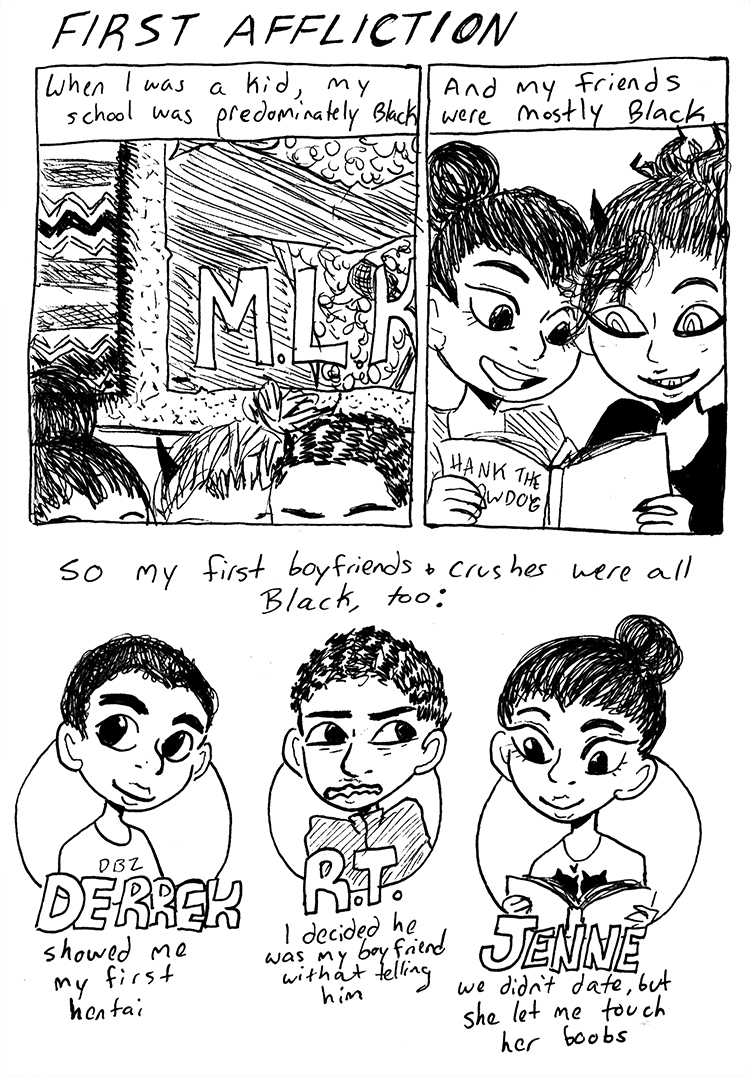 FIRST AFFLICTION
When I was a kid, my
school was predominately Black
And my friends
were mostly Black
M.L.K
HANK THE
OWDOG
So my first boyfriends & crushes were all
Black, too:
DBZ
DERREK
showed me
my first
hentai
R.T.
I decided he
was my boyfriend
without telling
him
JENNE
we didn't date, but
she let me touch
her boobs